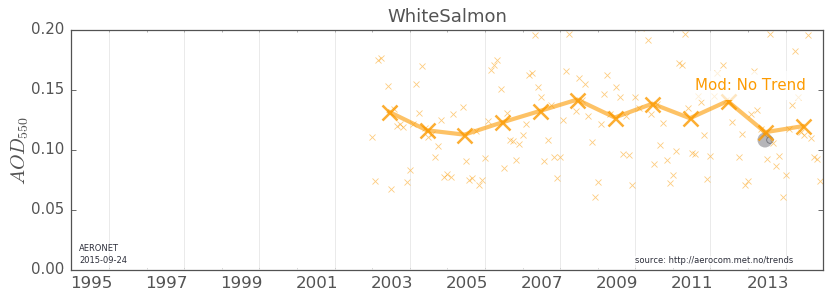 WhiteSalmon
0.20
0.15
0.10
0.05
0.00
AOD550
Mod: No Trend
AERONET
2015-09-24
source: http://aerocom.met.no/trends
1995 1997 1999 2001 2003 2005 2007 2009 2011 2013